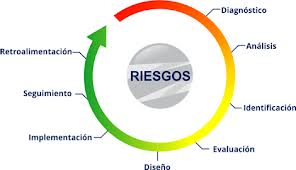 Diagnóstico
Análisis
Identificación
Evaluación
Diseño
Implementación
Seguimiento
Retroalimentación
RIESGOS